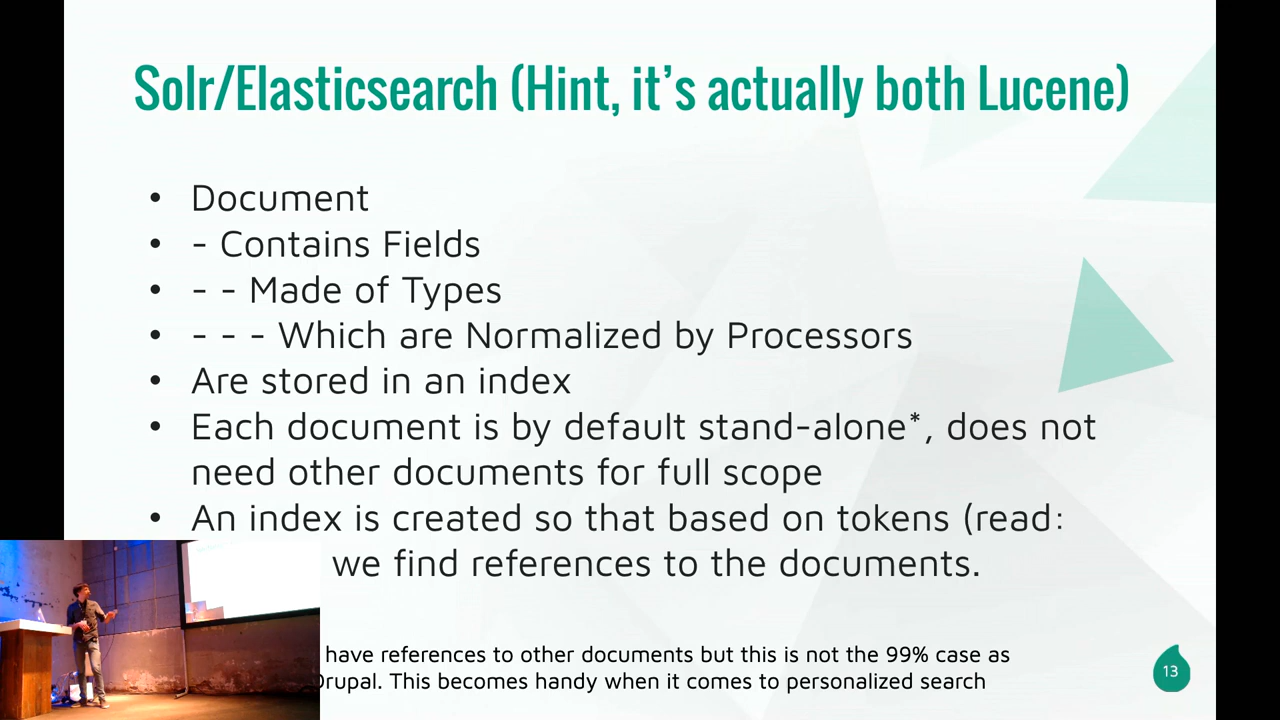 Solr/Elasticsearch (Hint, it's actually both Lucene)
• Document
• - Contains Fields
• - - Made of Types
• - - - Which are Normalized by Processors
• Are stored in an index
• Each document is by default stand-alone*, does not
need other documents for full scope
• An index is created so that based on tokens (read:
we find references to the documents.
have references to other documents but this is not the 99% case as
Drupal. This becomes handy when it comes to personalized search
13